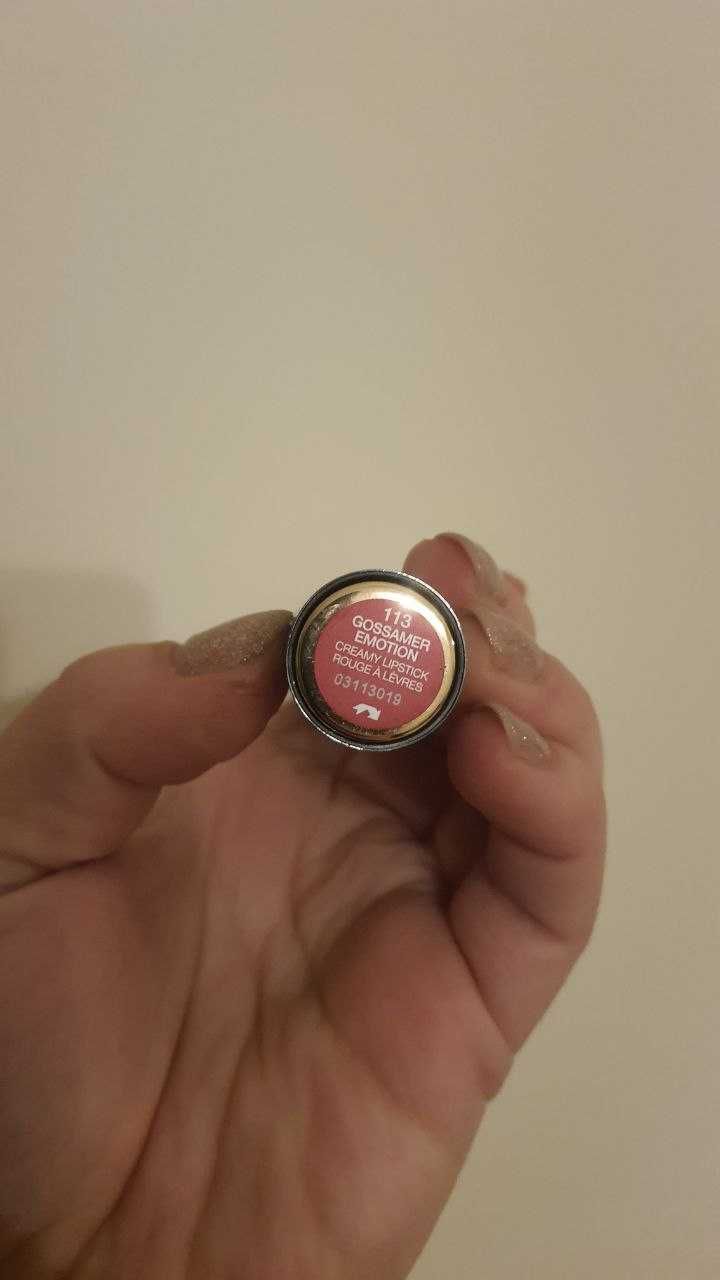 113
GOSSAMER
EMOTION
CREAMY LIPSTICK
ROUGE À LÈVRES
03113019